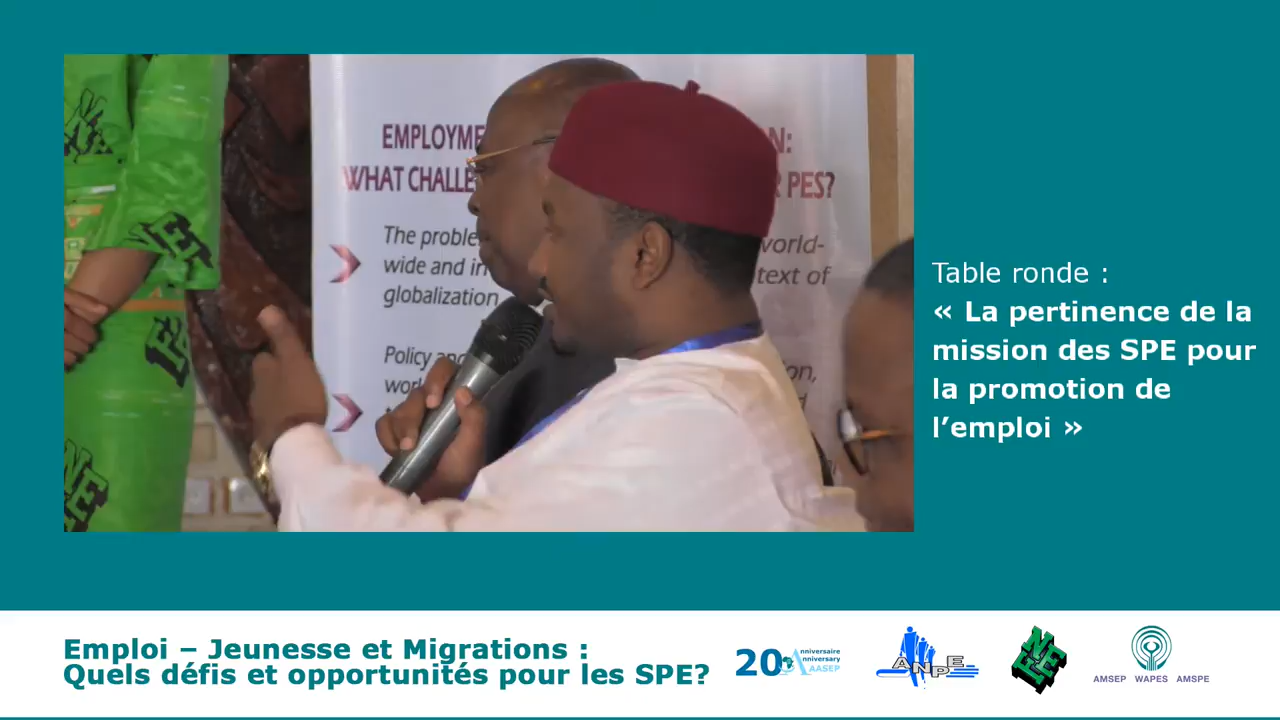 EMPLOYME
N:
WHAT CHALLE
R PES?
The proble
world-
wide and in
text of
globalization
Policy and
on,
Table ronde :
« La pertinence de la
mission des SPE pour
la promotion de
l’emploi »
Emploi – Jeunesse et Migrations :
Quels défis et opportunités pour les SPE?
20
Anniversaire
Anniversary
AASEP
ANPE
AMSEP WAPES AMSPE